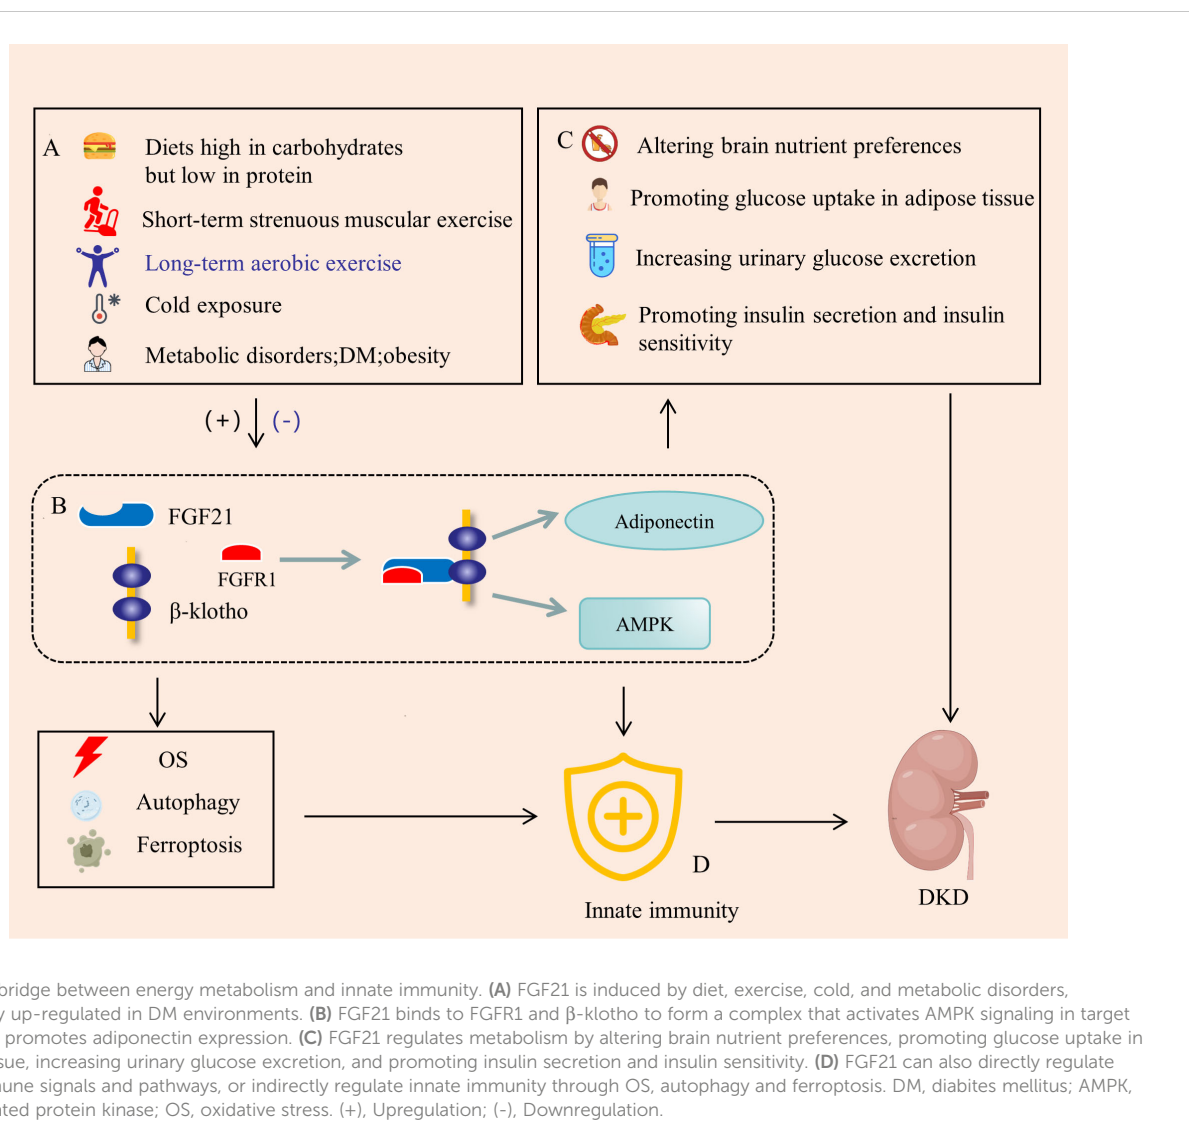 A
Diets high in carbohydrates
but low in protein
Short-term strenuous muscular exercise
Long-term aerobic exercise
Cold exposure
Metabolic disorders;DM;obesity
C
Altering brain nutrient preferences
Promoting glucose uptake in adipose tissue
Increasing urinary glucose excretion
Promoting insulin secretion and insulin
sensitivity
(+) (-)
B
FGF21
FGFR1
β-klotho
Adiponectin
AMPK
OS
Autophagy
Ferroptosis
D
Innate immunity
DKD
bridge between energy metabolism and innate immunity. (A) FGF21 is induced by diet, exercise, cold, and metabolic disorders,
up-regulated in DM environments. (B) FGF21 binds to FGFR1 and β-klotho to form a complex that activates AMPK signaling in target
promotes adiponectin expression. (C) FGF21 regulates metabolism by altering brain nutrient preferences, promoting glucose uptake in
sue, increasing urinary glucose excretion, and promoting insulin secretion and insulin sensitivity. (D) FGF21 can also directly regulate
mune signals and pathways, or indirectly regulate innate immunity through OS, autophagy and ferroptosis. DM, diabites mellitus; AMPK,
ated protein kinase; OS, oxidative stress. (+), Upregulation; (-), Downregulation.